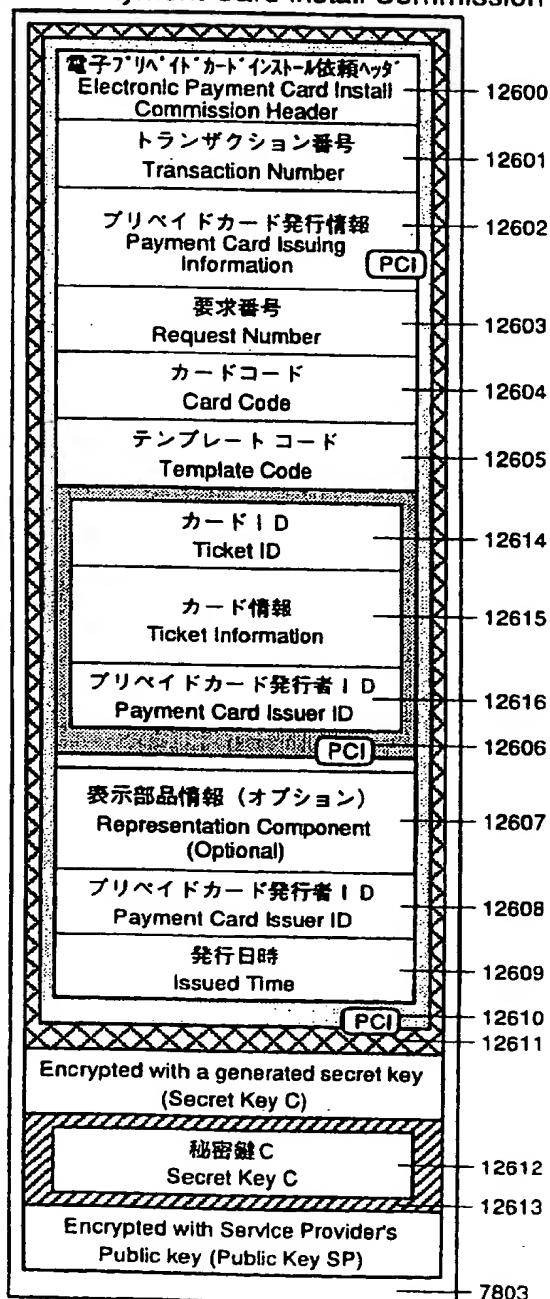 yment Card Install Commission
電子プリペイドカードインストール依頼ヘッダ
Electronic Payment Card Install
Commission Header
12600
トランザクション番号
Transaction Number
12601
プリペイドカード発行情報
Payment Card Issuing
Information
PCI
12602
要求番号
Request Number
12603
カードコード
Card Code
12604
テンプレートコード
Template Code
12605
カードID
Ticket ID
12614
カード情報
Ticket Information
12615
プリペイドカード発行者ID
Payment Card Issuer ID
12616
PCI
12606
表示部品情報（オプション）
Representation Component
(Optional)
12607
プリペイドカード発行者ID
Payment Card Issuer ID
12608
発行日時
Issued Time
12609
PCI
12610
12611
Encrypted with a generated secret key
(Secret Key C)
秘密鍵C
Secret Key C
12612
12613
Encrypted with Service Provider's
Public key (Public Key SP)
7803